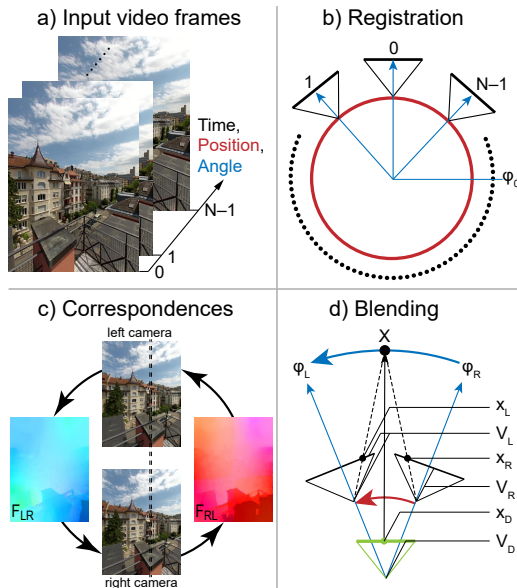 a) Input video frames
Time,
Position,
Angle
N–1
1
0
b) Registration
0
1
N–1
φ0
c) Correspondences
left camera
FLR
FRL
right camera
d) Blending
X
φL
φR
xL
VL
xR
VR
xD
VD